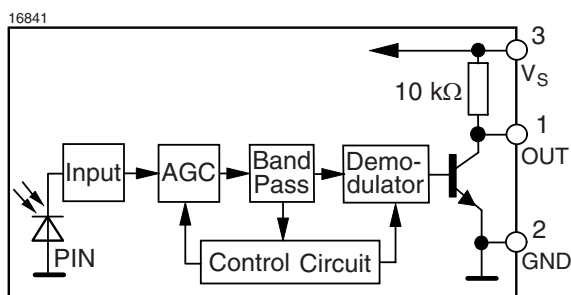 16841
3
V_S
10 kΩ
1
OUT
Input
AGC
Band
Pass
Demo-
dulator
2
GND
PIN
Control Circuit